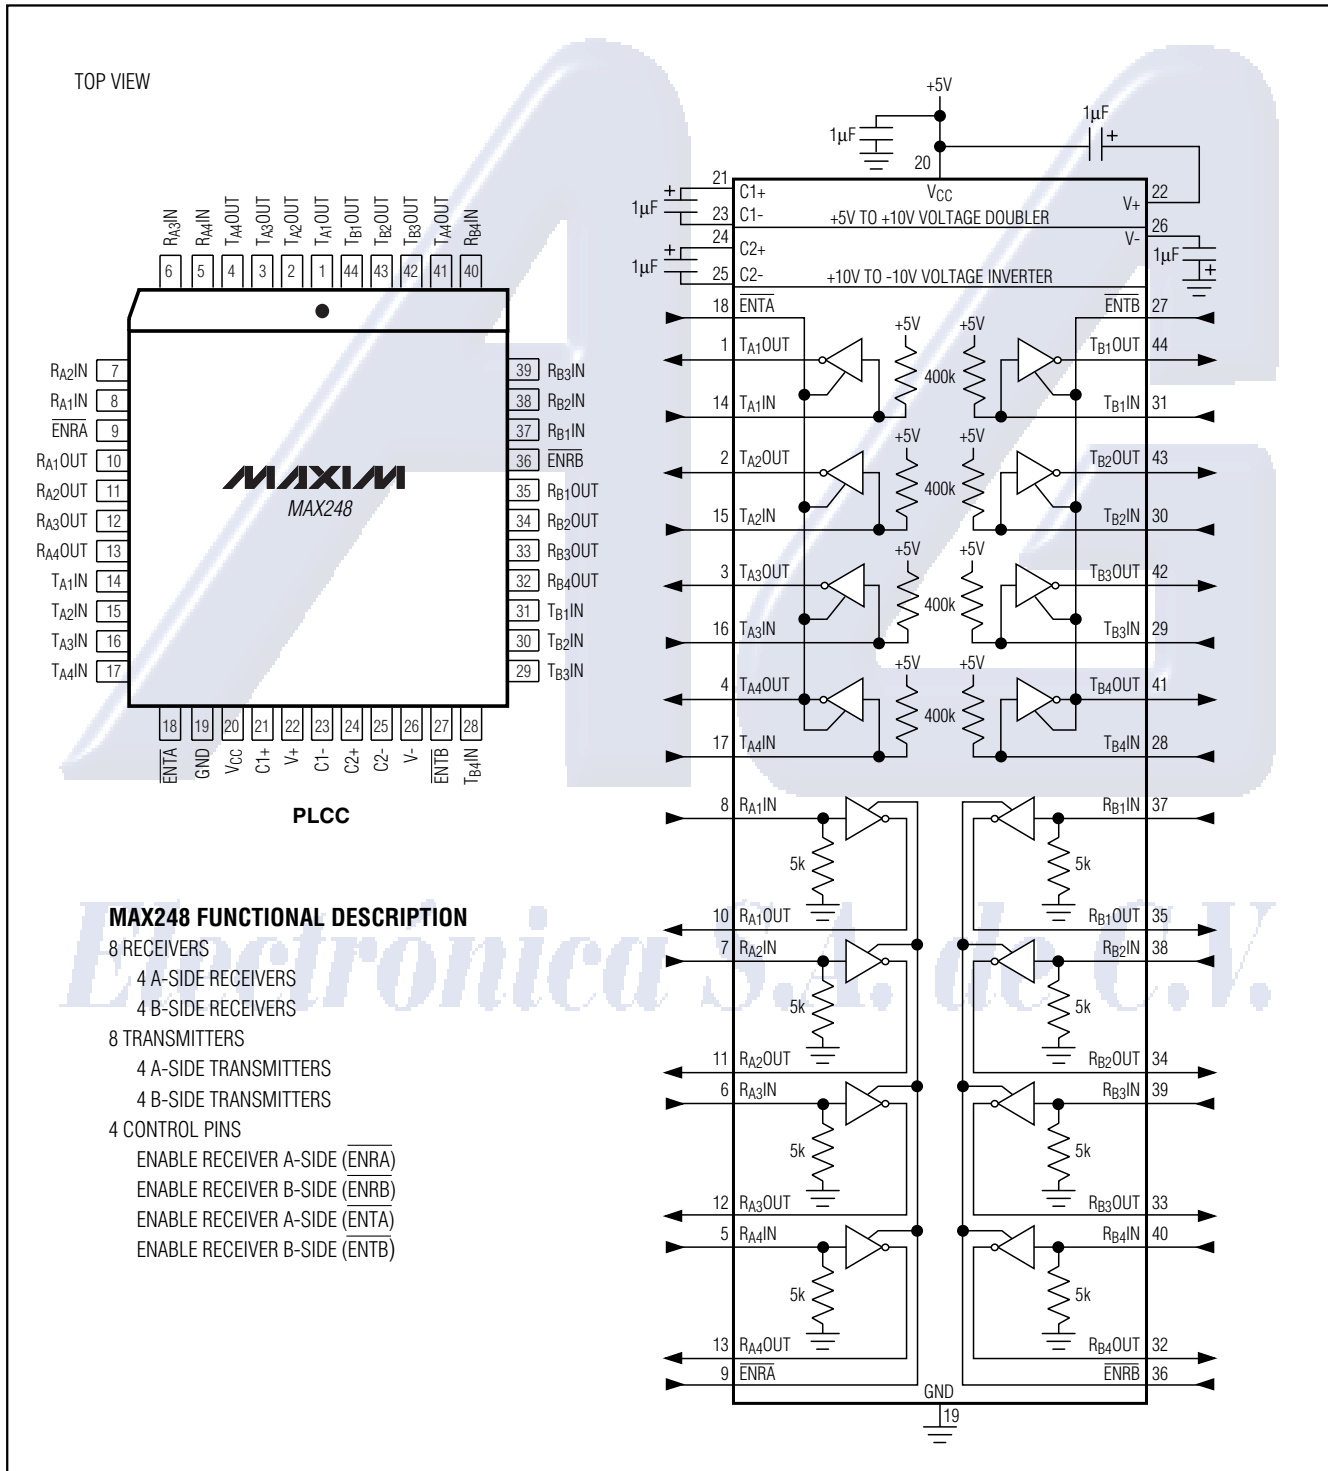 TOP VIEW
RA3IN
RA4IN
TA4OUT
TA3OUT
TA2OUT
TA1OUT
TB1OUT
TB2OUT
TB3OUT
TA4OUT
RB4IN
6 5 4 3 2 1 44 43 42 41 40
RA2IN 7
RA1IN 8
ENRA 9
RA1OUT 10
RA2OUT 11
RA3OUT 12
RA4OUT 13
TA1IN 14
TA2IN 15
TA3IN 16
TA4IN 17
MAXIM
MAX248
39 RB3IN
38 RB2IN
37 RB1IN
36 ENRB
35 RB1OUT
34 RB2OUT
33 RB3OUT
32 RB4OUT
31 TB1IN
30 TB2IN
29 TB3IN
18 19 20 21 22 23 24 25 26 27 28
ENTA
GND
VCC
C1+
V+
C1-
C2+
C2-
V-
ENTB
TB4IN
PLCC
MAX248 FUNCTIONAL DESCRIPTION
8 RECEIVERS
4 A-SIDE RECEIVERS
4 B-SIDE RECEIVERS
8 TRANSMITTERS
4 A-SIDE TRANSMITTERS
4 B-SIDE TRANSMITTERS
4 CONTROL PINS
ENABLE RECEIVER A-SIDE (ENRA)
ENABLE RECEIVER B-SIDE (ENRB)
ENABLE RECEIVER A-SIDE (ENTA)
ENABLE RECEIVER B-SIDE (ENTB)
+5V
1µF
1µF +
20
VCC
21 C1+
+ 1µF
23 C1-
+5V TO +10V VOLTAGE DOUBLER
V+ 22
24 C2+
+ 1µF
25 C2-
+10V TO -10V VOLTAGE INVERTER
V- 26
1µF +
18 ENTA
ENTB 27
+5V +5V
1 TA1OUT
TB1OUT 44
400k
14 TA1IN
TB1IN 31
+5V +5V
2 TA2OUT
TB2OUT 43
400k
15 TA2IN
TB2IN 30
+5V +5V
3 TA3OUT
TB3OUT 42
400k
16 TA3IN
TB3IN 29
+5V +5V
4 TA4OUT
TB4OUT 41
400k
17 TA4IN
TB4IN 28
8 RA1IN
RB1IN 37
5k 5k
10 RA1OUT
RB1OUT 35
7 RA2IN
RB2IN 38
5k 5k
11 RA2OUT
RB2OUT 34
6 RA3IN
RB3IN 39
5k 5k
12 RA3OUT
RB3OUT 33
5 RA4IN
RB4IN 40
5k 5k
13 RA4OUT
RB4OUT 32
9 ENRA
ENRB 36
GND
19
Electrónica S.A. de C.V.